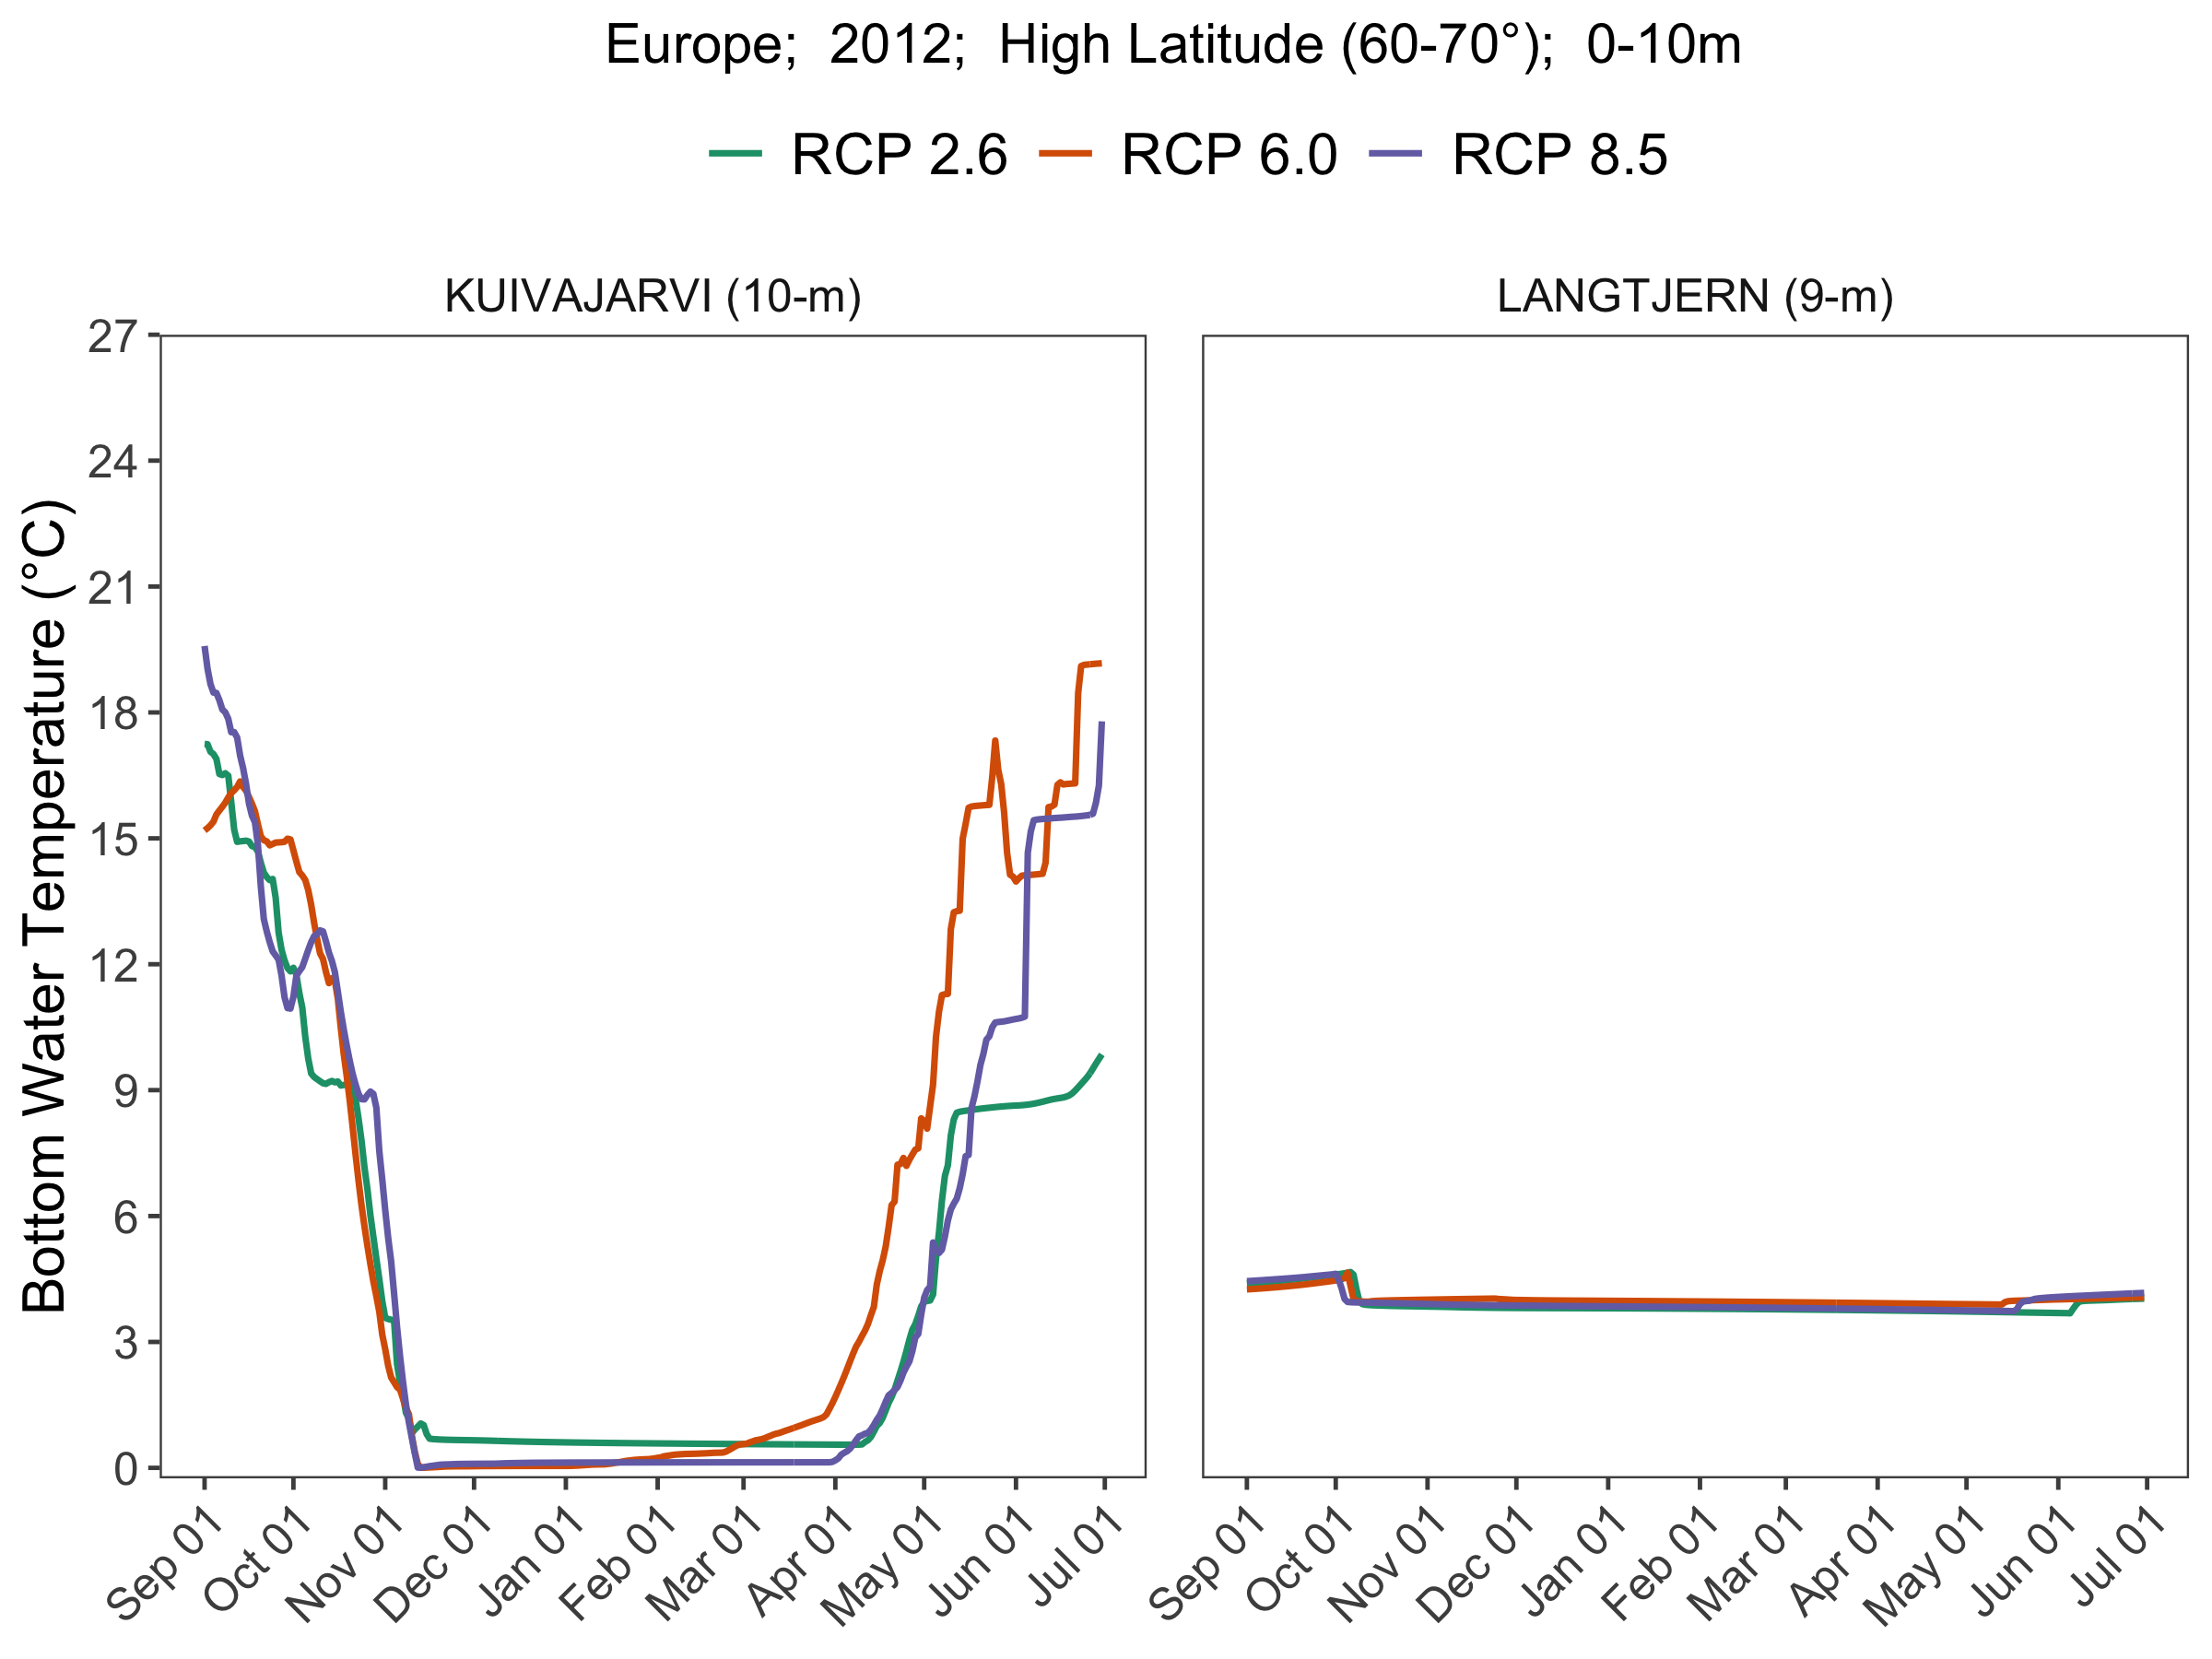 Europe; 2012; High Latitude (60-70°); 0-10m
RCP 2.6 RCP 6.0 RCP 8.5
KUIVAJARVI (10-m) LANGTJERN (9-m)
Bottom Water Temperature (°C)
27
24
21
18
15
12
9
6
3
0
Sep 01 Oct 01 Nov 01 Dec 01 Jan 01 Feb 01 Mar 01 Apr 01 May 01 Jun 01 Jul 01 Sep 01 Oct 01 Nov 01 Dec 01 Jan 01 Feb 01 Mar 01 Apr 01 May 01 Jun 01 Jul 01